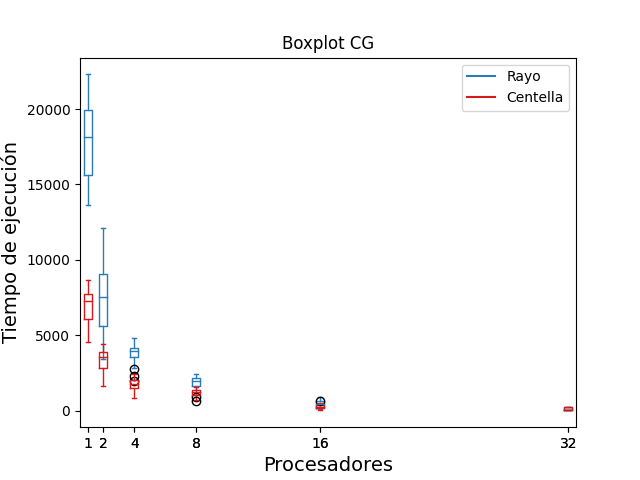 Boxplot CG
Rayo
Centella
Tiempo de ejecución
20000
15000
10000
5000
0
1 2 4 8 16 32
Procesadores